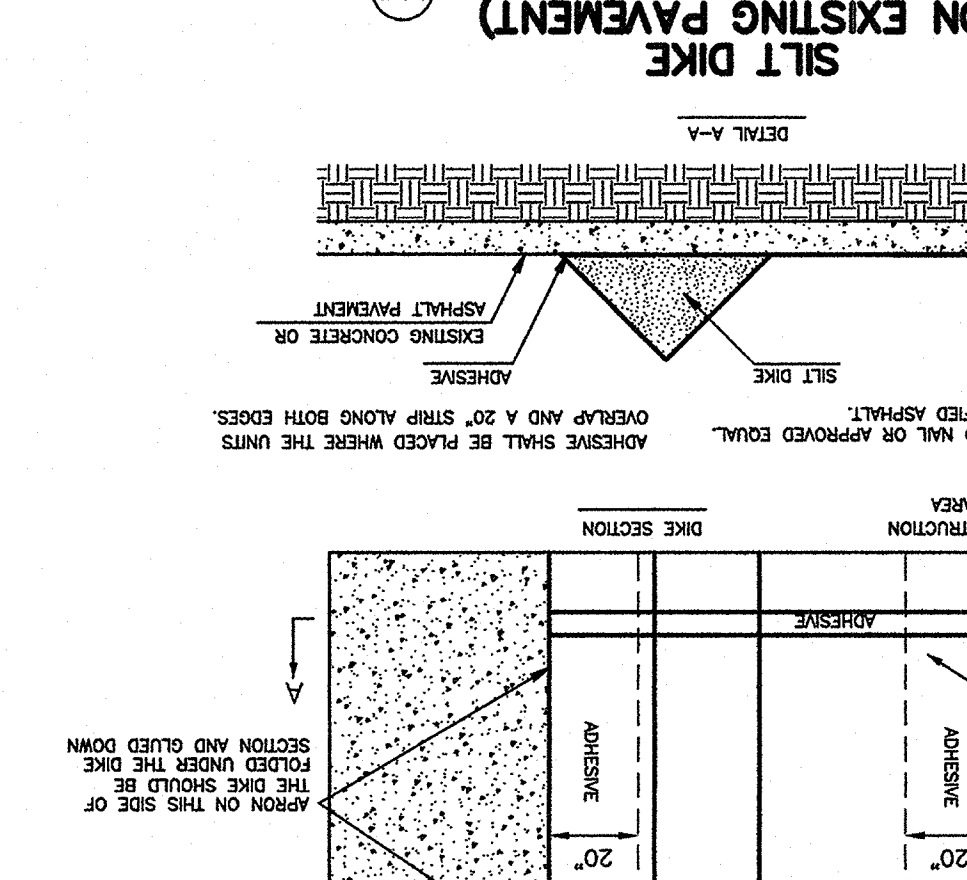 20"
20"
ADHESIVE
ADHESIVE
APRON ON THIS SIDE OF
THE DIKE SHOULD BE
FOLDED UNDER THE DIKE
SECTION AND GLUED DOWN
A
ADHESIVE
DIKE SECTION
AREA
ADHESIVE SHALL BE PLACED WHERE THE UNITS
OVERLAP AND A 20" STRIP ALONG BOTH EDGES.
NAIL OR APPROVED EQUAL
ASPHALT.
SILT DIKE
ADHESIVE
EXISTING CONCRETE OR
ASPHALT PAVEMENT
DETAIL A-A
SILT DIKE
EXISTING PAVEMENT)